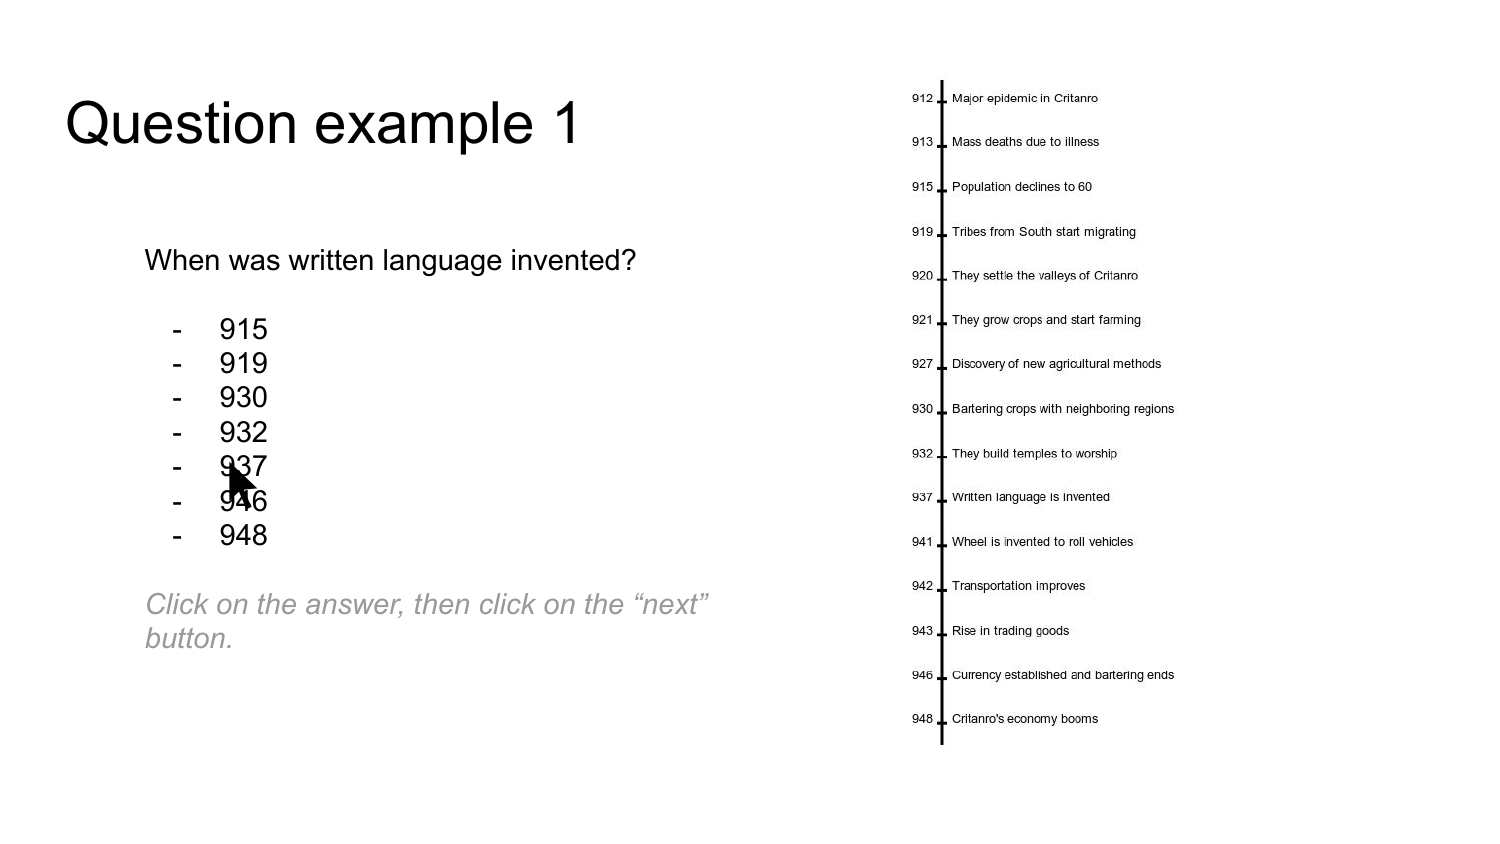 Question example 1
When was written language invented?
- 915
- 919
- 930
- 932
- 937
- 946
- 948
Click on the answer, then click on the “next”
button.
912 Major epidemic in Critanro
913 Mass deaths due to illness
915 Population declines to 60
919 Tribes from South start migrating
920 They settle the valleys of Critanro
921 They grow crops and start farming
927 Discovery of new agricultural methods
930 Bartering crops with neighboring regions
932 They build temples to worship
937 Written language is invented
941 Wheel is invented to roll vehicles
942 Transportation improves
943 Rise in trading goods
946 Currency established and bartering ends
948 Critanro's economy booms